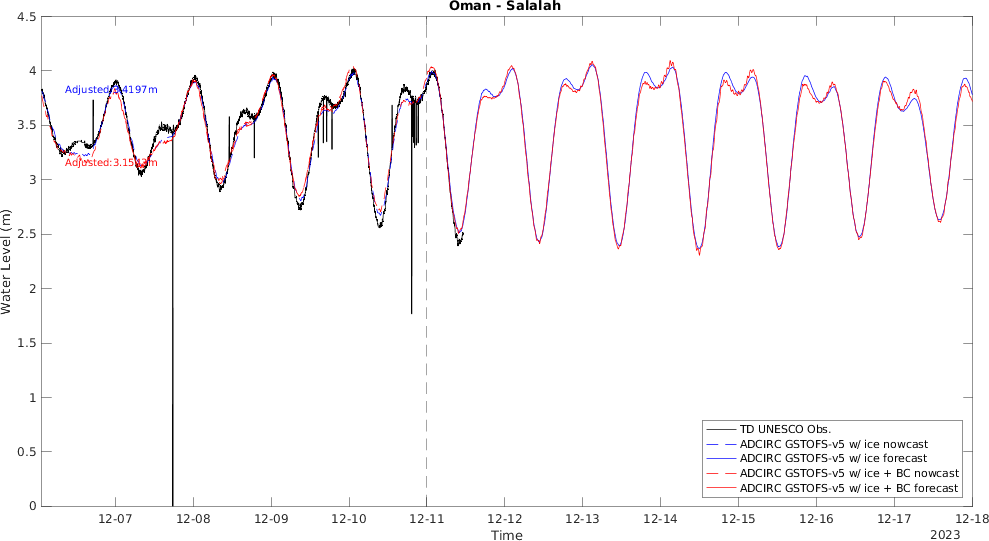 Oman - Salalah
4.5
4
3.5
3
2.5
2
1.5
1
0.5
0
Water Level (m)
Adjusted:3.4197m
m
TD UNESCO Obs.
ADCIRC GSTOFS-v5 w/ ice nowcast
ADCIRC GSTOFS-v5 w/ ice forecast
ADCIRC GSTOFS-v5 w/ ice + BC nowcast
ADCIRC GSTOFS-v5 w/ ice + BC forecast
12-07
12-08
12-09
12-10
12-11
12-12
12-13
12-14
12-15
12-16
12-17
12-18
Time
2023